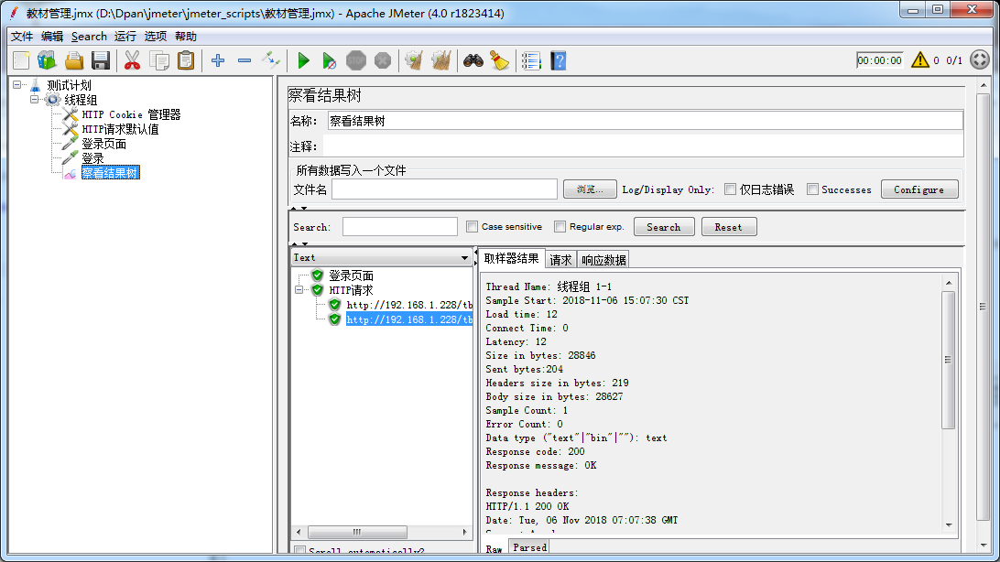 教材管理.jmx (D:\Dpan\jmeter\jmeter_scripts\教材管理.jmx) - Apache JMeter (4.0 r1823414)
文件 编辑 Search 运行 选项 帮助
STOP 00:00:00 0 0/1
测试计划
线程组
HTTP Cookie 管理器
HTTP请求默认值
登录页面
登录
察看结果树
察看结果树
名称: 察看结果树
注释:
所有数据写入一个文件
文件名 浏览... Log/Display Only: 仅日志错误 Successes Configure
Search: Case sensitive Regular exp. Search Reset
Text
登录页面
HTTP请求
http://192.168.1.228/tb
http://192.168.1.228/tb
取样器结果 请求 响应数据
Thread Name: 线程组 1-1
Sample Start: 2018-11-06 15:07:30 CST
Load time: 12
Connect Time: 0
Latency: 12
Size in bytes: 28846
Sent bytes:204
Headers size in bytes: 219
Body size in bytes: 28627
Sample Count: 1
Error Count: 0
Data type ("text"|"bin"|""): text
Response code: 200
Response message: OK
Response headers:
HTTP/1.1 200 OK
Date: Tue, 06 Nov 2018 07:07:38 GMT
Scroll automatically?
Raw Parsed